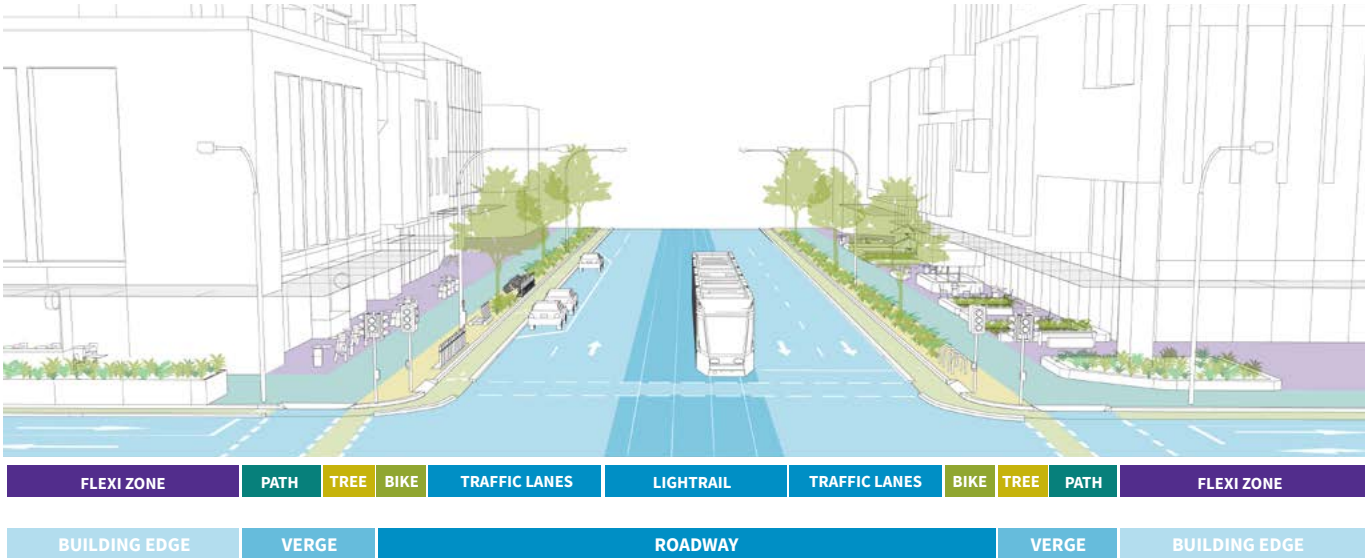 FLEXI ZONE PATH TREE BIKE TRAFFIC LANES LIGHTRAIL TRAFFIC LANES BIKE TREE PATH FLEXI ZONE
BUILDING EDGE VERGE ROADWAY VERGE BUILDING EDGE